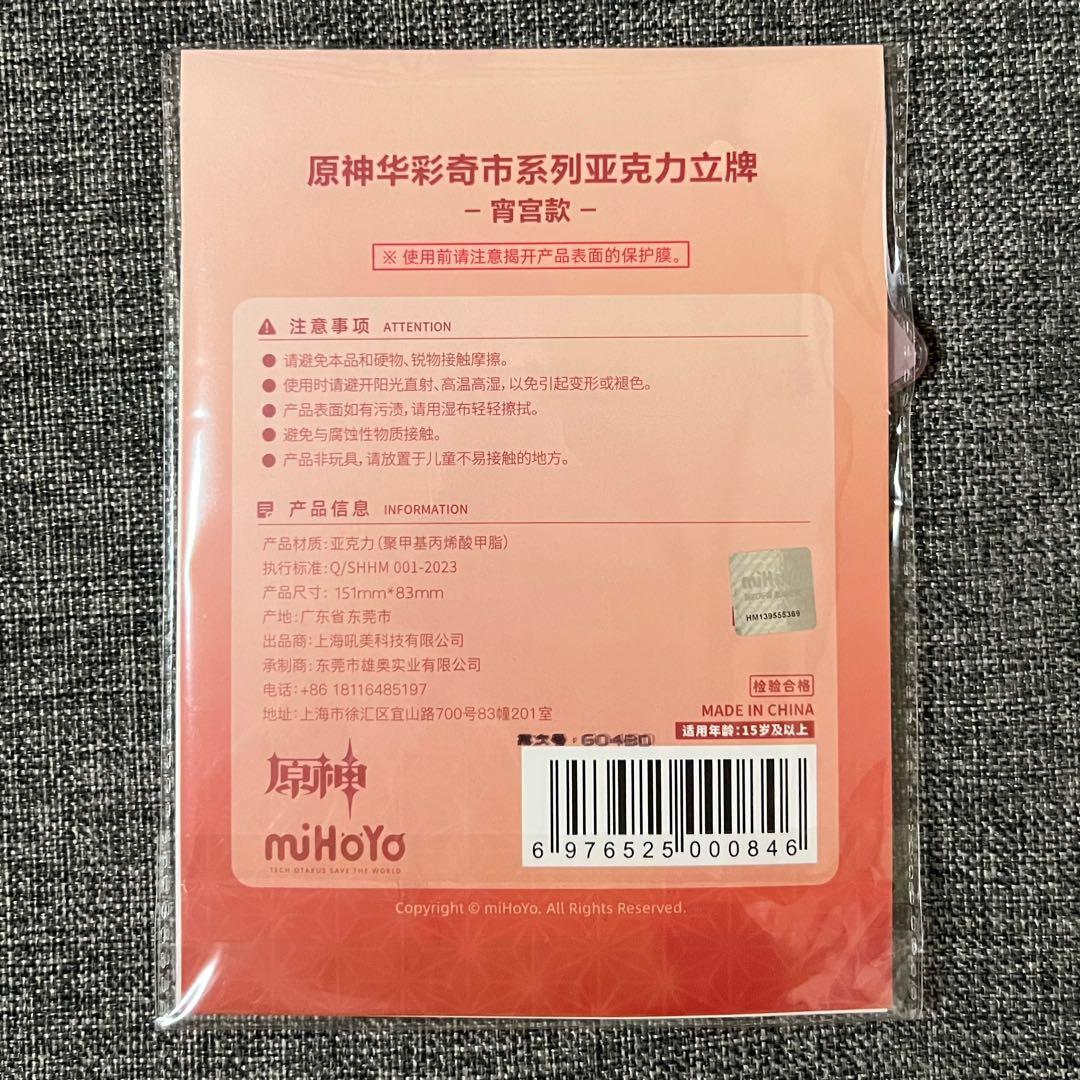 原神华彩奇市系列亚克力立牌
– 宵宫款 –
※ 使用前请注意揭开产品表面的保护膜。
注意事项 ATTENTION
● 请避免本品和硬物、锐物接触摩擦。
● 使用时请避开阳光直射、高温高湿，以免引起变形或褪色。
● 产品表面如有污渍，请用湿布轻轻擦拭。
● 避免与腐蚀性物质接触。
● 产品非玩具，请放置于儿童不易接触的地方。
产品信息 INFORMATION
产品材质：亚克力（聚甲基丙烯酸甲脂）
执行标准：Q/SHHM 001-2023
产品尺寸： 151mm*83mm
产地：广东省东莞市
出品商：上海吼美科技有限公司
承制商：东莞市雄奥实业有限公司
电话：+86 18116485197
地址：上海市徐汇区宜山路700号83幢201室
miHoYo
HM139555369
检验合格
MADE IN CHINA
适用年龄：15岁及以上
原神
miHoYo
TECH OTAKUS SAVE THE WORLD
6 976525 000846
Copyright © miHoYo. All Rights Reserved.